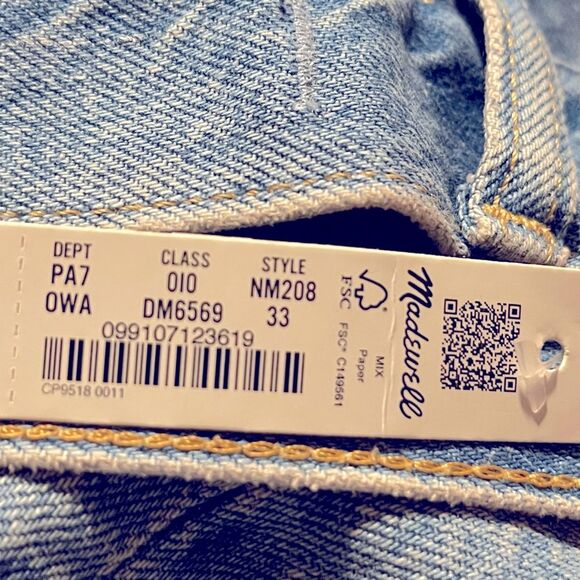 DEPT CLASS STYLE
PA7 010 NM208
OWA DM6569 33
099107123619
CP9518 0011
FSC
MIX
Paper
FSC® C149561
Madewell